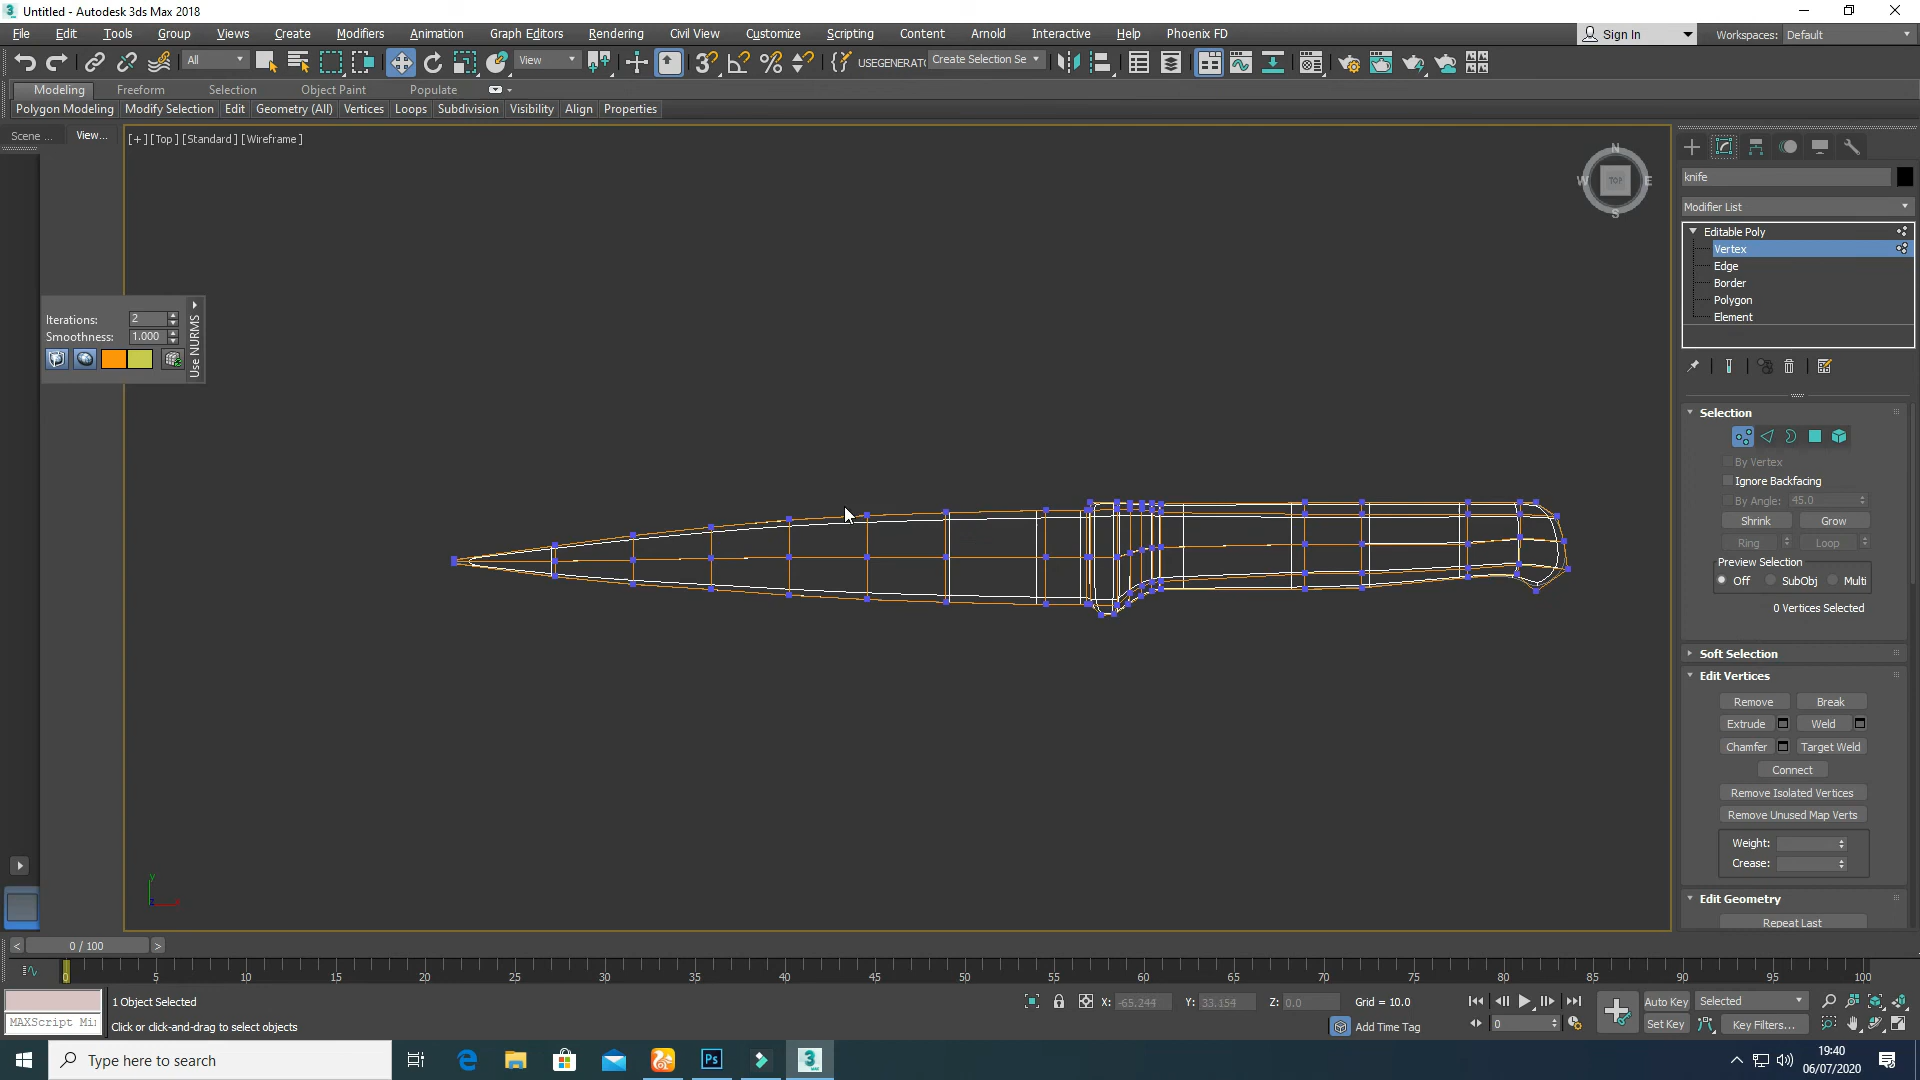 Untitled - Autodesk 3ds Max 2018
File Edit Tools Group Views Create Modifiers Animation Graph Editors Rendering Civil View Customize Scripting Content Arnold Interactive Help Phoenix FD
Sign In
Workspaces: Default
All View USEGENERATO Create Selection Se
Modeling Freeform Selection Object Paint Populate
Polygon Modeling Modify Selection Edit Geometry (All) Vertices Loops Subdivision Visibility Align Properties
Scene ... View...
[+] [Top] [Standard] [Wireframe]
N
W TOP E
S
Iterations: 2
Smoothness: 1.000
Use NURMS
knife
Modifier List
Editable Poly
Vertex
Edge
Border
Polygon
Element
Selection
By Vertex
Ignore Backfacing
By Angle: 45.0
Shrink Grow
Ring Loop
Preview Selection
Off SubObj Multi
0 Vertices Selected
Soft Selection
Edit Vertices
Remove Break
Extrude Weld
Chamfer Target Weld
Connect
Remove Isolated Vertices
Remove Unused Map Verts
Weight:
Crease:
Edit Geometry
Repeat Last
y
< 0 / 100 >
0 5 10 15 20 25 30 35 40 45 50 55 60 65 70 75 80 85 90 95 100
1 Object Selected
X: -65.244 Y: 33.154 Z: 0.0 Grid = 10.0
Auto Key Selected
MAXScript Mi
Click or click-and-drag to select objects
Add Time Tag
0
Set Key Key Filters...
Type here to search
Ps
3
19:40
06/07/2020